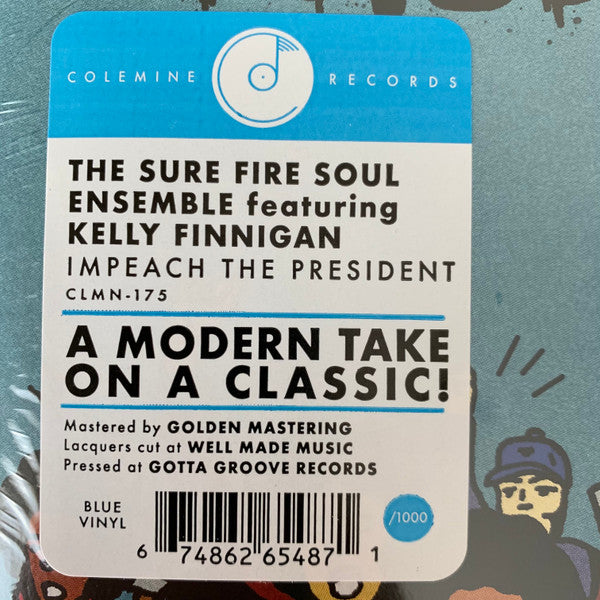 COLEMINE RECORDS
THE SURE FIRE SOUL
ENSEMBLE featuring
KELLY FINNIGAN
IMPEACH THE PRESIDENT
CLMN-175
A MODERN TAKE
ON A CLASSIC!
Mastered by GOLDEN MASTERING
Lacquers cut at WELL MADE MUSIC
Pressed at GOTTA GROOVE RECORDS
BLUE
VINYL
/1000
6 74862 65487 1